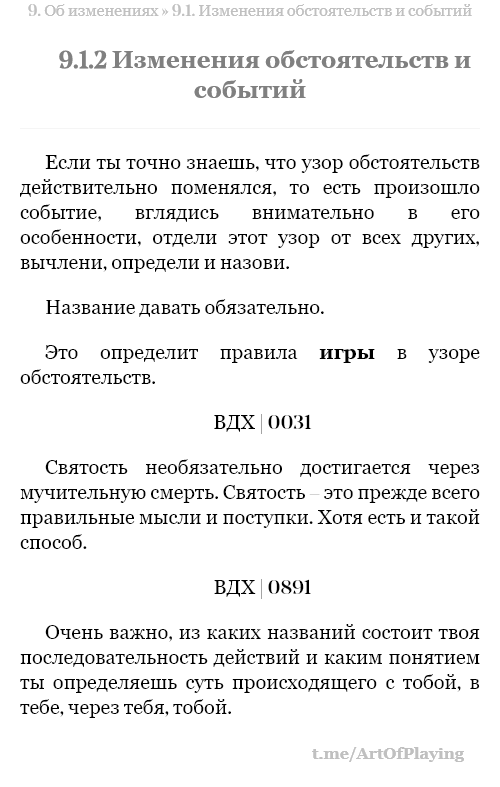 9. Об изменениях » 9.1. Изменения обстоятельств и событий
9.1.2 Изменения обстоятельств и
событий
Если ты точно знаешь, что узор обстоятельств
действительно поменялся, то есть произошло
событие, вглядись внимательно в его
особенности, отдели этот узор от всех других,
вычлени, определи и назови.
Название давать обязательно.
Это определит правила игры в узоре
обстоятельств.
ВДХ | 0031
Святость необязательно достигается через
мучительную смерть. Святость – это прежде всего
правильные мысли и поступки. Хотя есть и такой
способ.
ВДХ | 0891
Очень важно, из каких названий состоит твоя
последовательность действий и каким понятием
ты определяешь суть происходящего с тобой, в
тебе, через тебя, тобой.
t.me/ArtOfPlaying